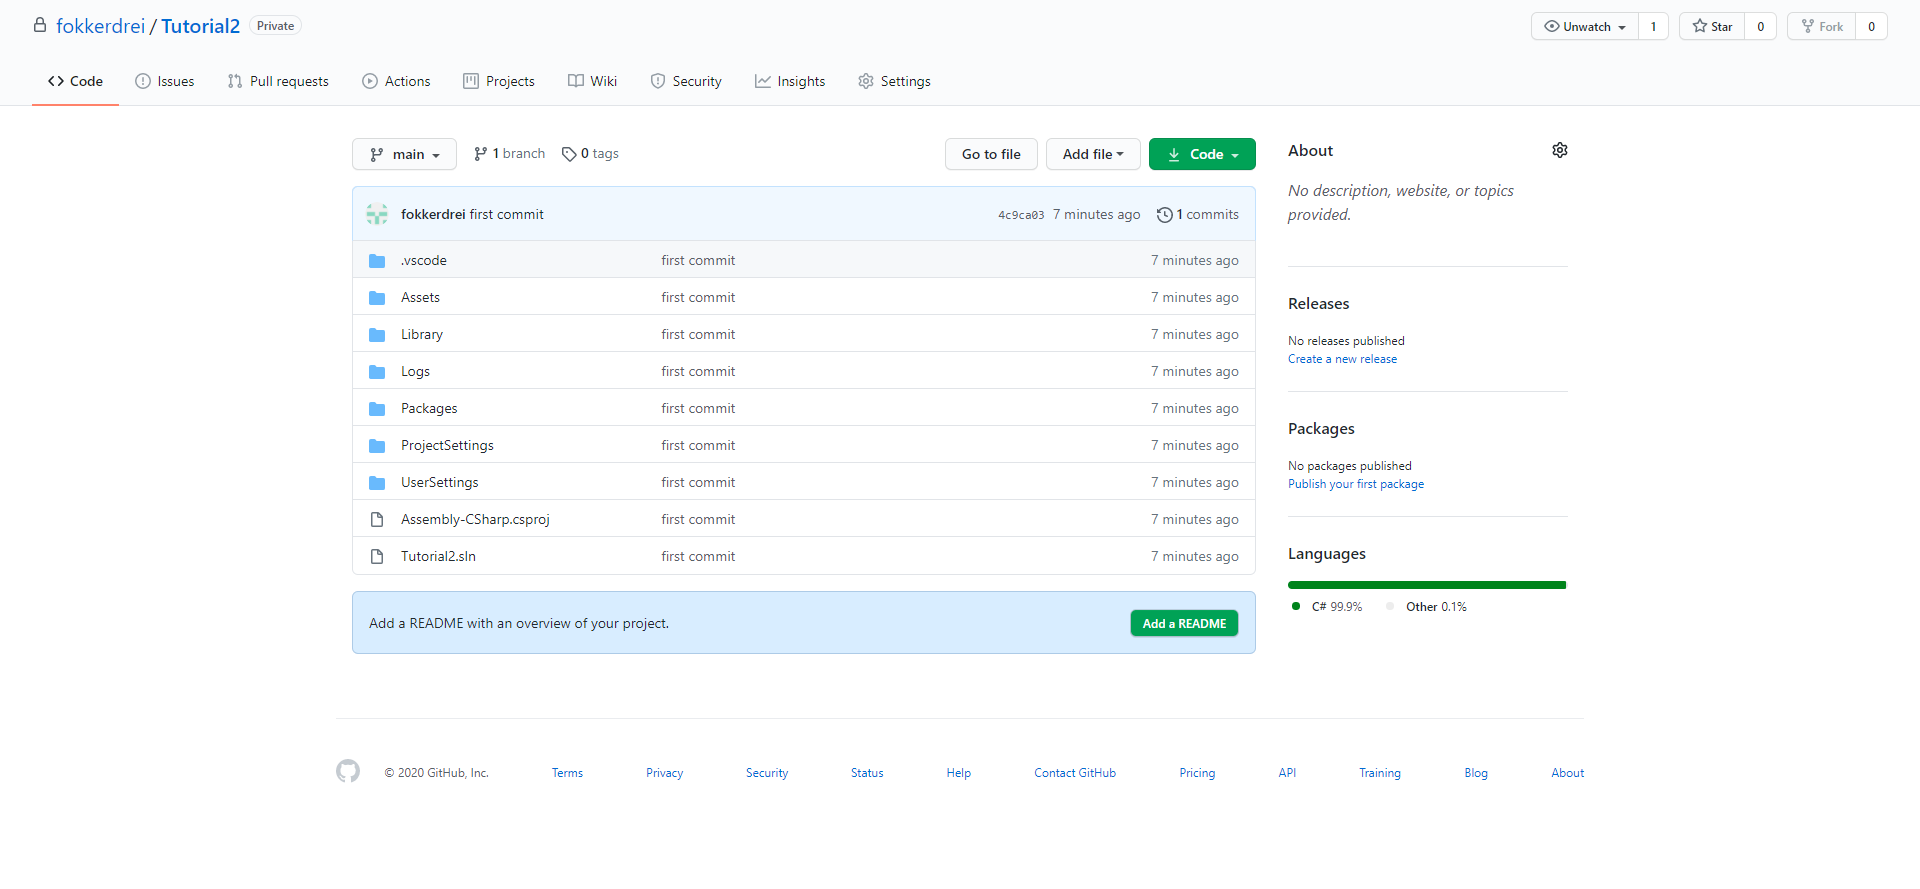 fokkerdrei / Tutorial2 Private
Unwatch 1 Star 0 Fork 0
Code Issues Pull requests Actions Projects Wiki Security Insights Settings
main 1 branch 0 tags Go to file Add file Code
fokkerdrei first commit 4c9ca03 7 minutes ago 1 commits
.vscode first commit 7 minutes ago
Assets first commit 7 minutes ago
Library first commit 7 minutes ago
Logs first commit 7 minutes ago
Packages first commit 7 minutes ago
ProjectSettings first commit 7 minutes ago
UserSettings first commit 7 minutes ago
Assembly-CSharp.csproj first commit 7 minutes ago
Tutorial2.sln first commit 7 minutes ago
Add a README with an overview of your project. Add a README
About
No description, website, or topics
provided.
Releases
No releases published
Create a new release
Packages
No packages published
Publish your first package
Languages
C# 99.9% Other 0.1%
© 2020 GitHub, Inc. Terms Privacy Security Status Help Contact GitHub Pricing API Training Blog About